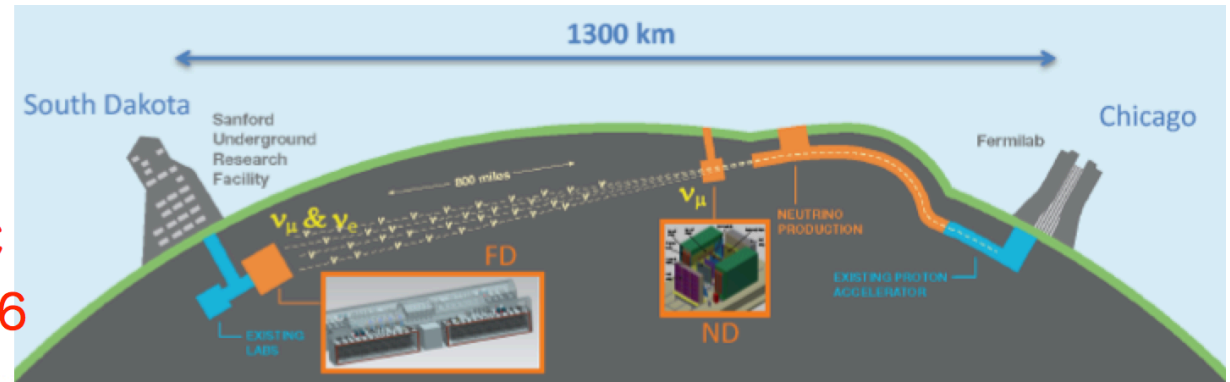 1300 km
South Dakota
Sanford
Underground
Research
Facility
Chicago
Fermilab
800 miles
νμ & νe
νμ
FD
ND
NEUTRINO
PRODUCTION
EXISTING PROTON
ACCELERATOR
EXISTING
LABS
6